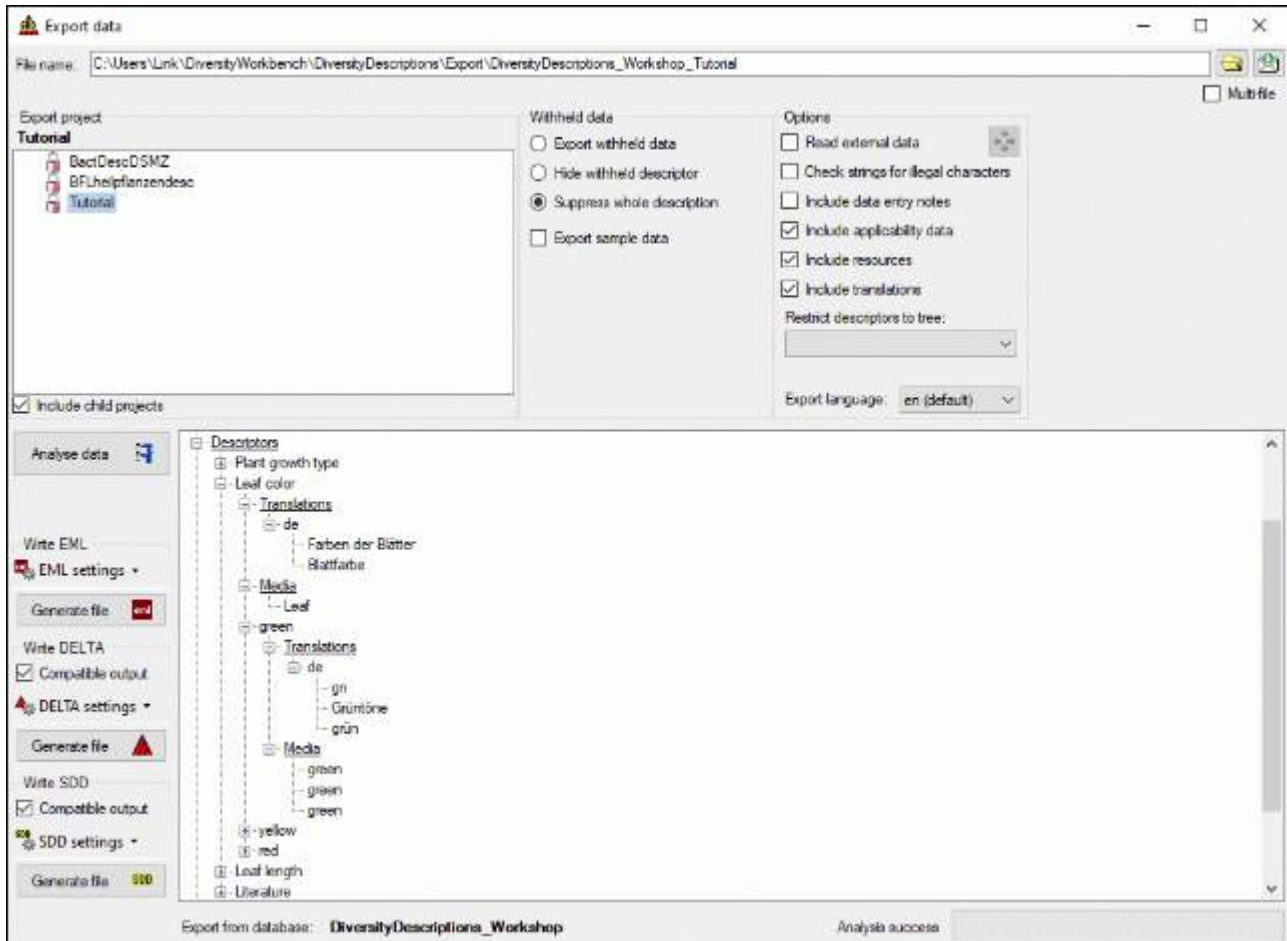 Export data
File name: C:\Users\Link\DiversityWorkbench\DiversityDescriptions\Export\DiversityDescriptions_Workshop_Tutorial
Multi-file
Export project
Tutorial
BactDescDSMZ
BFLheilpflanzendesc
Tutorial
Include child projects
Withheld data
Export withheld data
Hide withheld descriptor
Suppress whole description
Export sample data
Options
Read external data
Check strings for illegal characters
Include data entry notes
Include applicability data
Include resources
Include translations
Restrict descriptors to tree:
Export language: en (default)
Analyse data
Write EML
EML settings
Generate file eml
Write DELTA
Compatible output
DELTA settings
Generate file
Write SDD
Compatible output
SDD settings
Generate file SDD
Descriptors
Plant growth type
Leaf color
Translations
de
Farben der Blätter
Blattfarbe
Media
Leaf
green
Translations
de
gn
Grüntöne
grün
Media
green
green
green
yellow
red
Leaf length
Literature
Export from database: DiversityDescriptions_Workshop
Analysis success